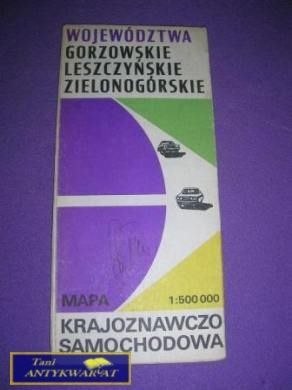 WOJEWÓDZTWA
GORZOWSKIE
LESZCZYŃSKIE
ZIELONOGÓRSKIE
MAPA 1:500 000
KRAJOZNAWCZO
SAMOCHODOWA
Tani
ANTYKWARIAT